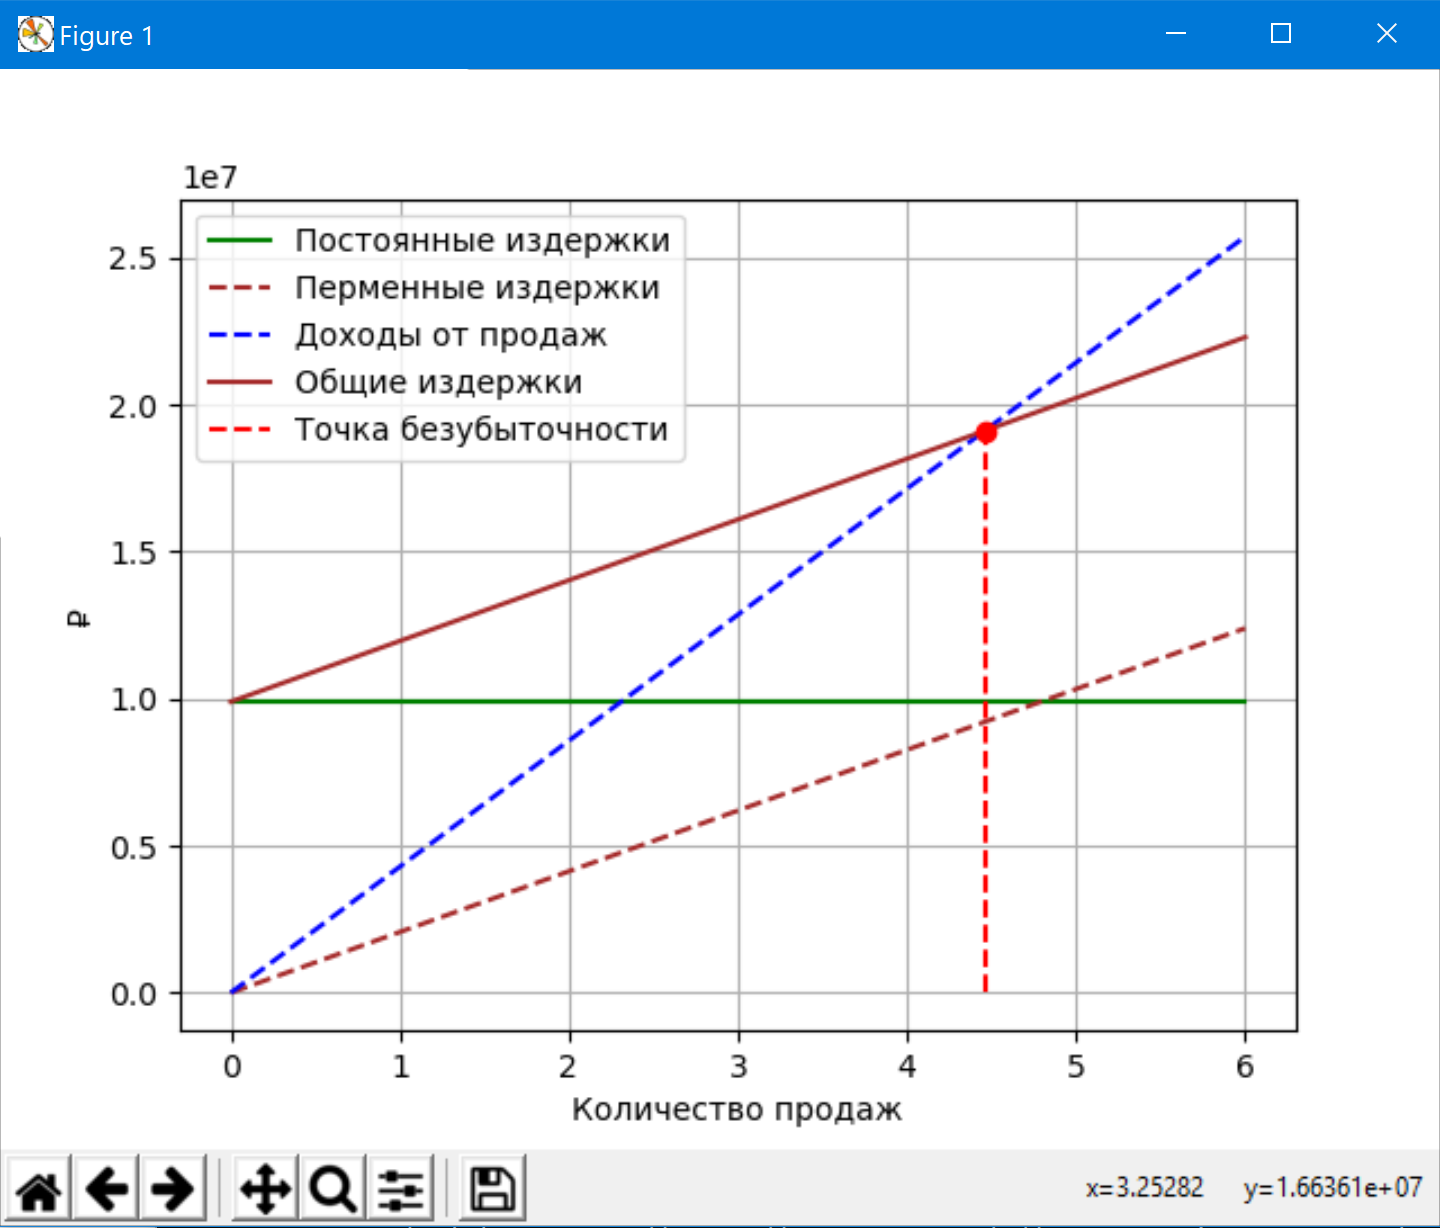 Figure 1
1e7
Постоянные издержки
Перменные издержки
Доходы от продаж
Общие издержки
Точка безубыточности
2.5
2.0
1.5
1.0
0.5
0.0
₽
0 1 2 3 4 5 6
Количество продаж
x=3.25282 y=1.66361e+07